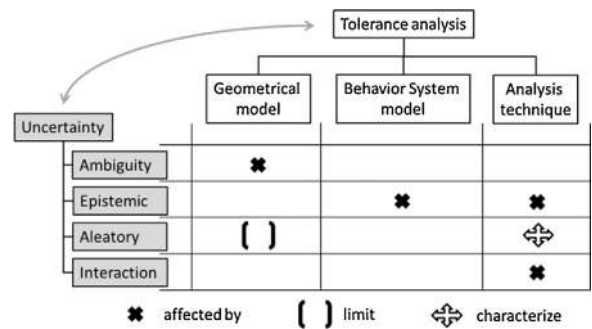 Tolerance analysis
Geometrical
model
Behavior System
model
Analysis
technique
Uncertainty
Ambiguity
Epistemic
Aleatory
Interaction
affected by
limit
characterize